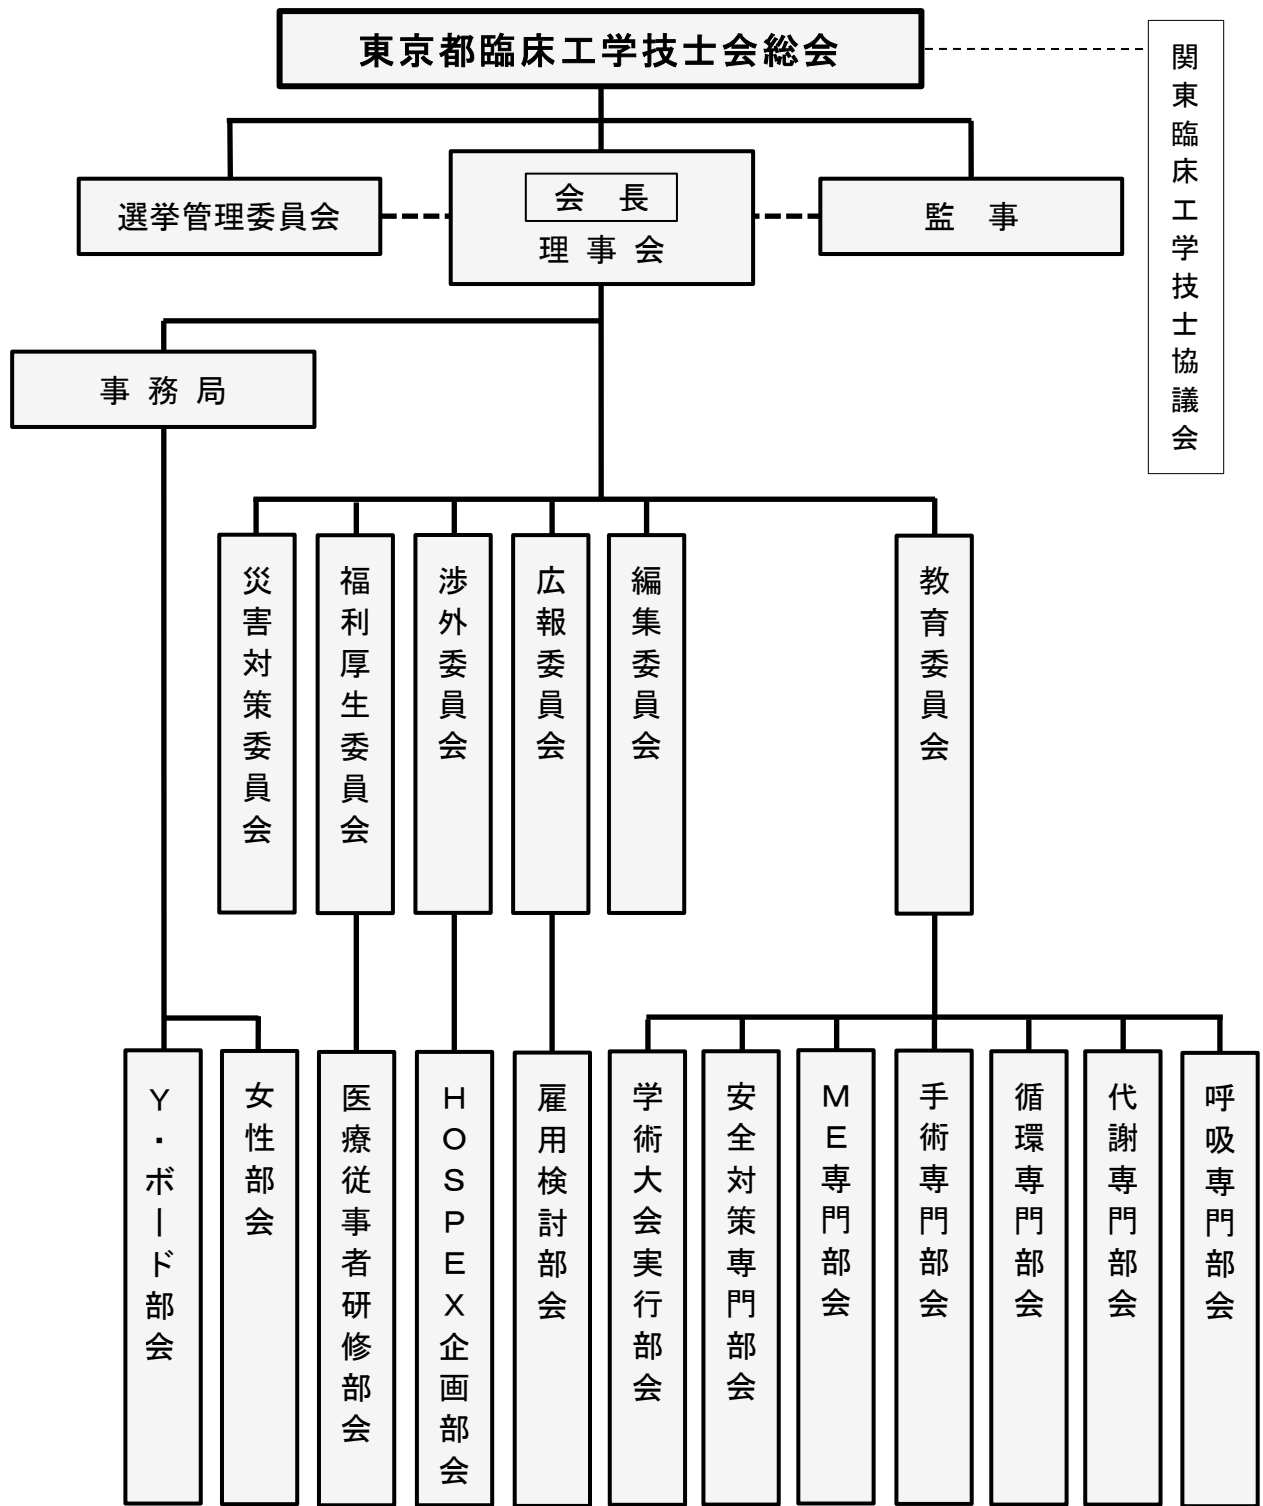 東京都臨床工学技士会総会
関東臨床工学技士協議会
選挙管理委員会
会　長
理 事 会
監　事
事 務 局
災害対策委員会
福利厚生委員会
渉外委員会
広報委員会
編集委員会
教育委員会
Ｙ・ボード部会
女性部会
医療従事者研修部会
ＨＯＳＰＥＸ企画部会
雇用検討部会
学術大会実行部会
安全対策専門部会
ＭＥ専門部会
手術専門部会
循環専門部会
代謝専門部会
呼吸専門部会